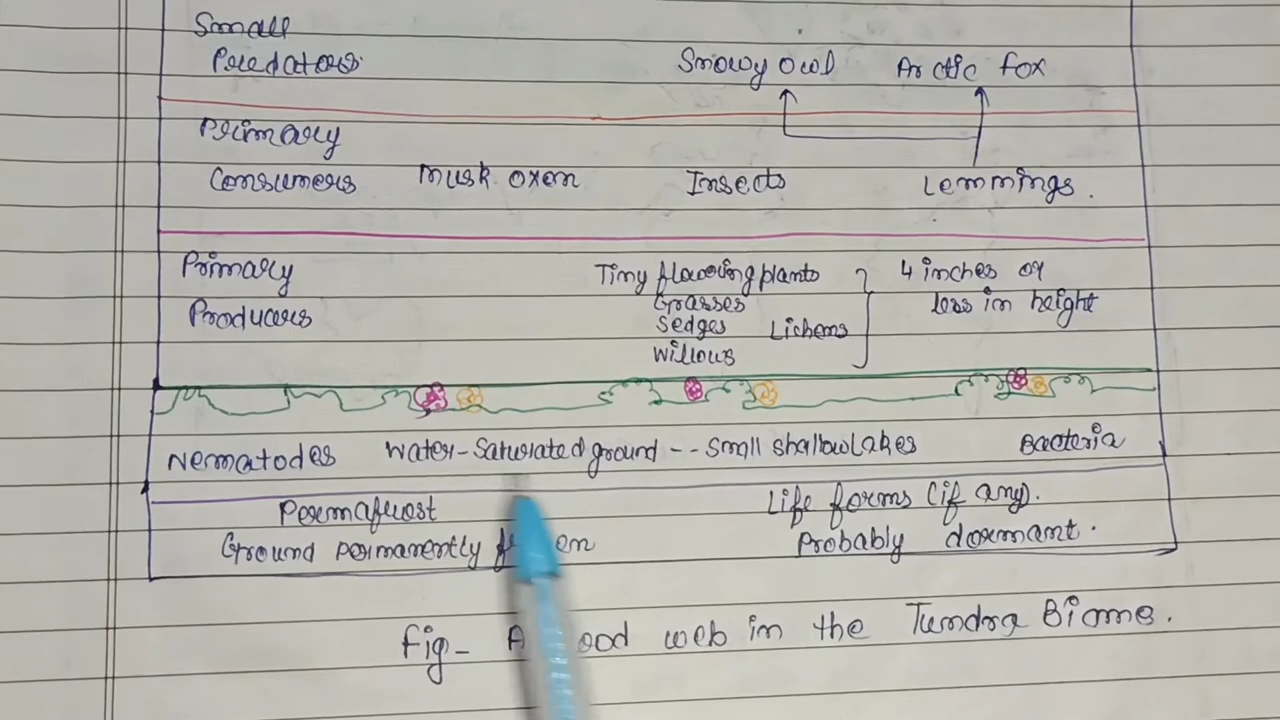 Small
Predators
Snowy owl
Arctic fox
Primary
Consumers
Musk oxen
Insects
Lemmings.
Primary
Producers
Tiny flowering plants
Grasses
Sedges
Lichens
Willows
4 inches or
less in height
Nematodes
Water-Saturated ground -- Small shallow Lakes
Bacteria
Permafrost
Life forms (if any).
Ground permanently
Probably dormant.
Fig- A web in the Tundra Biome.